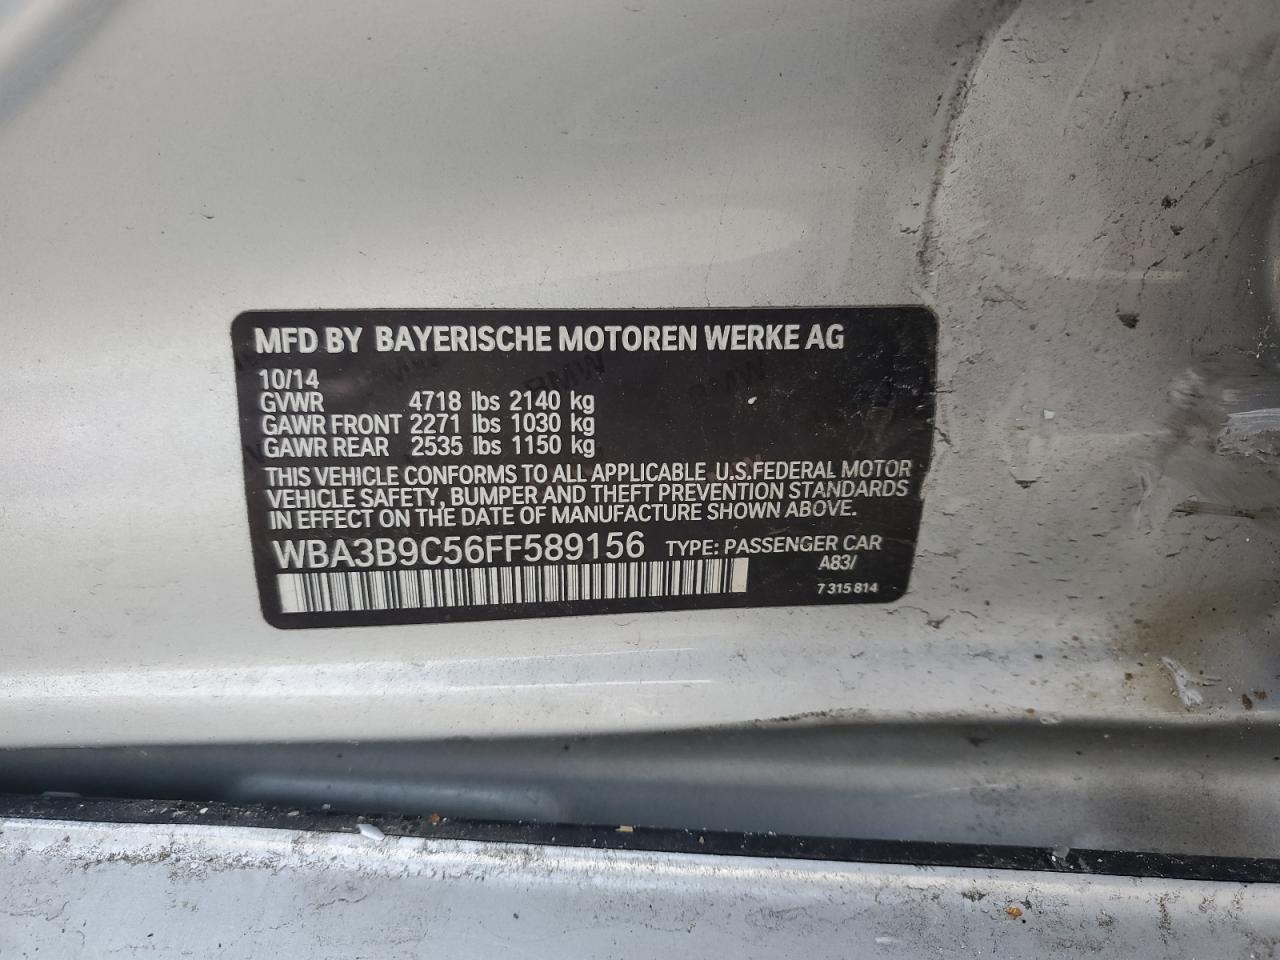 MFD BY BAYERISCHE MOTOREN WERKE AG
10/14
GVWR 4718 lbs 2140 kg
GAWR FRONT 2271 lbs 1030 kg
GAWR REAR 2535 lbs 1150 kg
THIS VEHICLE CONFORMS TO ALL APPLICABLE U.S.FEDERAL MOTOR
VEHICLE SAFETY, BUMPER AND THEFT PREVENTION STANDARDS
IN EFFECT ON THE DATE OF MANUFACTURE SHOWN ABOVE.
WBA3B9C56FF589156 TYPE: PASSENGER CAR
A83/
7 315 814